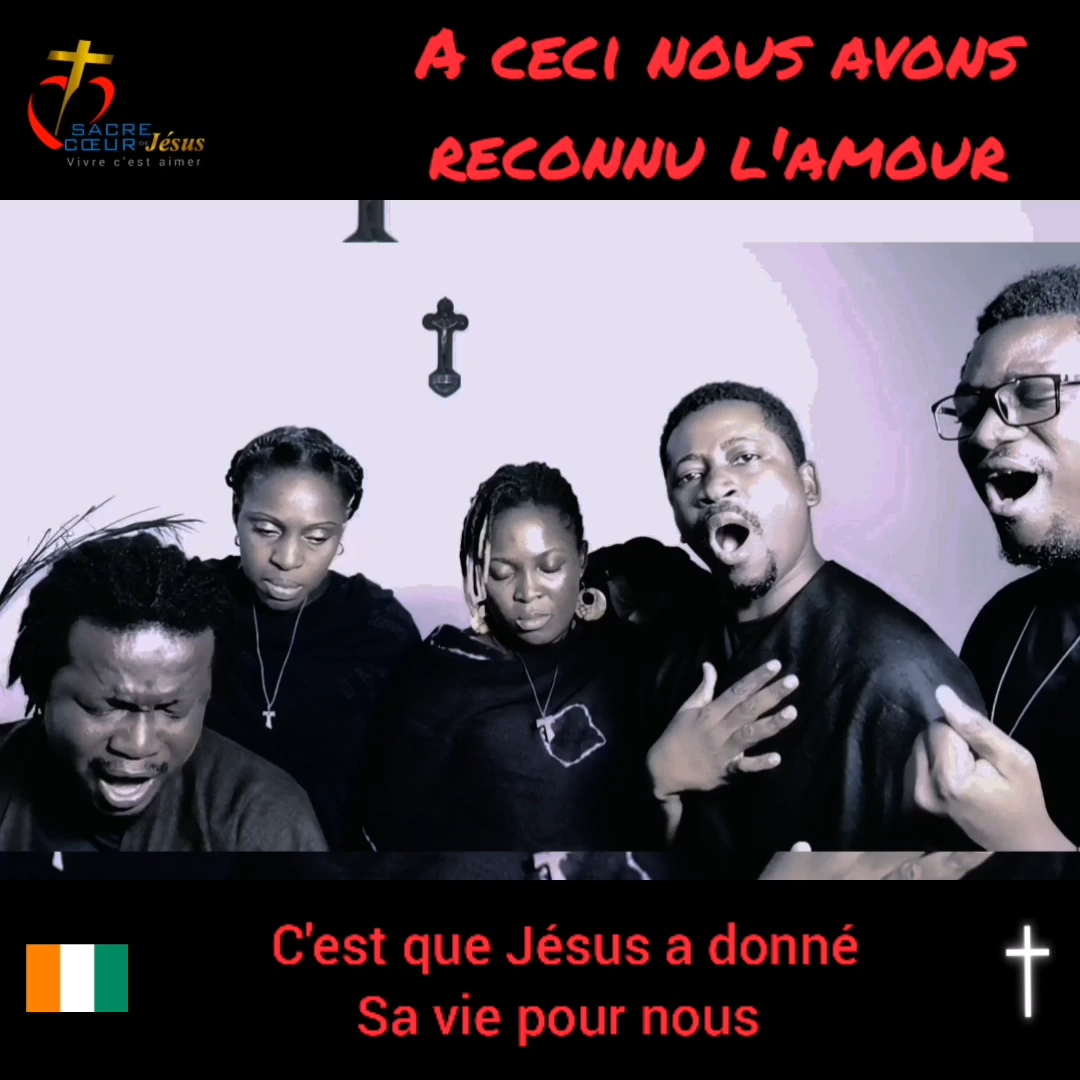 A CECI NOUS AVONS
RECONNU L'AMOUR
SACRE
CŒUR DE Jésus
Vivre c'est aimer
C'est que Jésus a donné
Sa vie pour nous